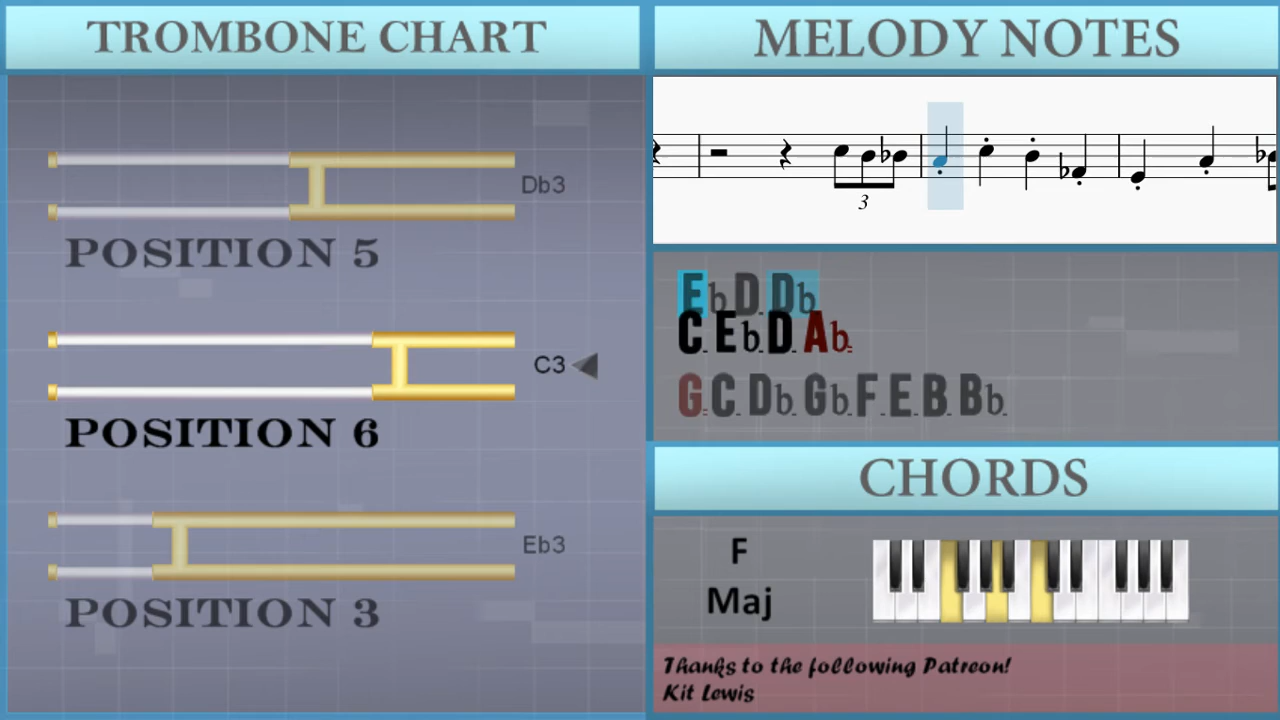 TROMBONE CHART
Db3
POSITION 5
C3
POSITION 6
Eb3
POSITION 3
MELODY NOTES
3
Eb D Db
C. Eb. D. Ab.
G. C. Db. Gb. F. E. B. Bb.
CHORDS
F
Maj
Thanks to the following Patreon!
Kit Lewis